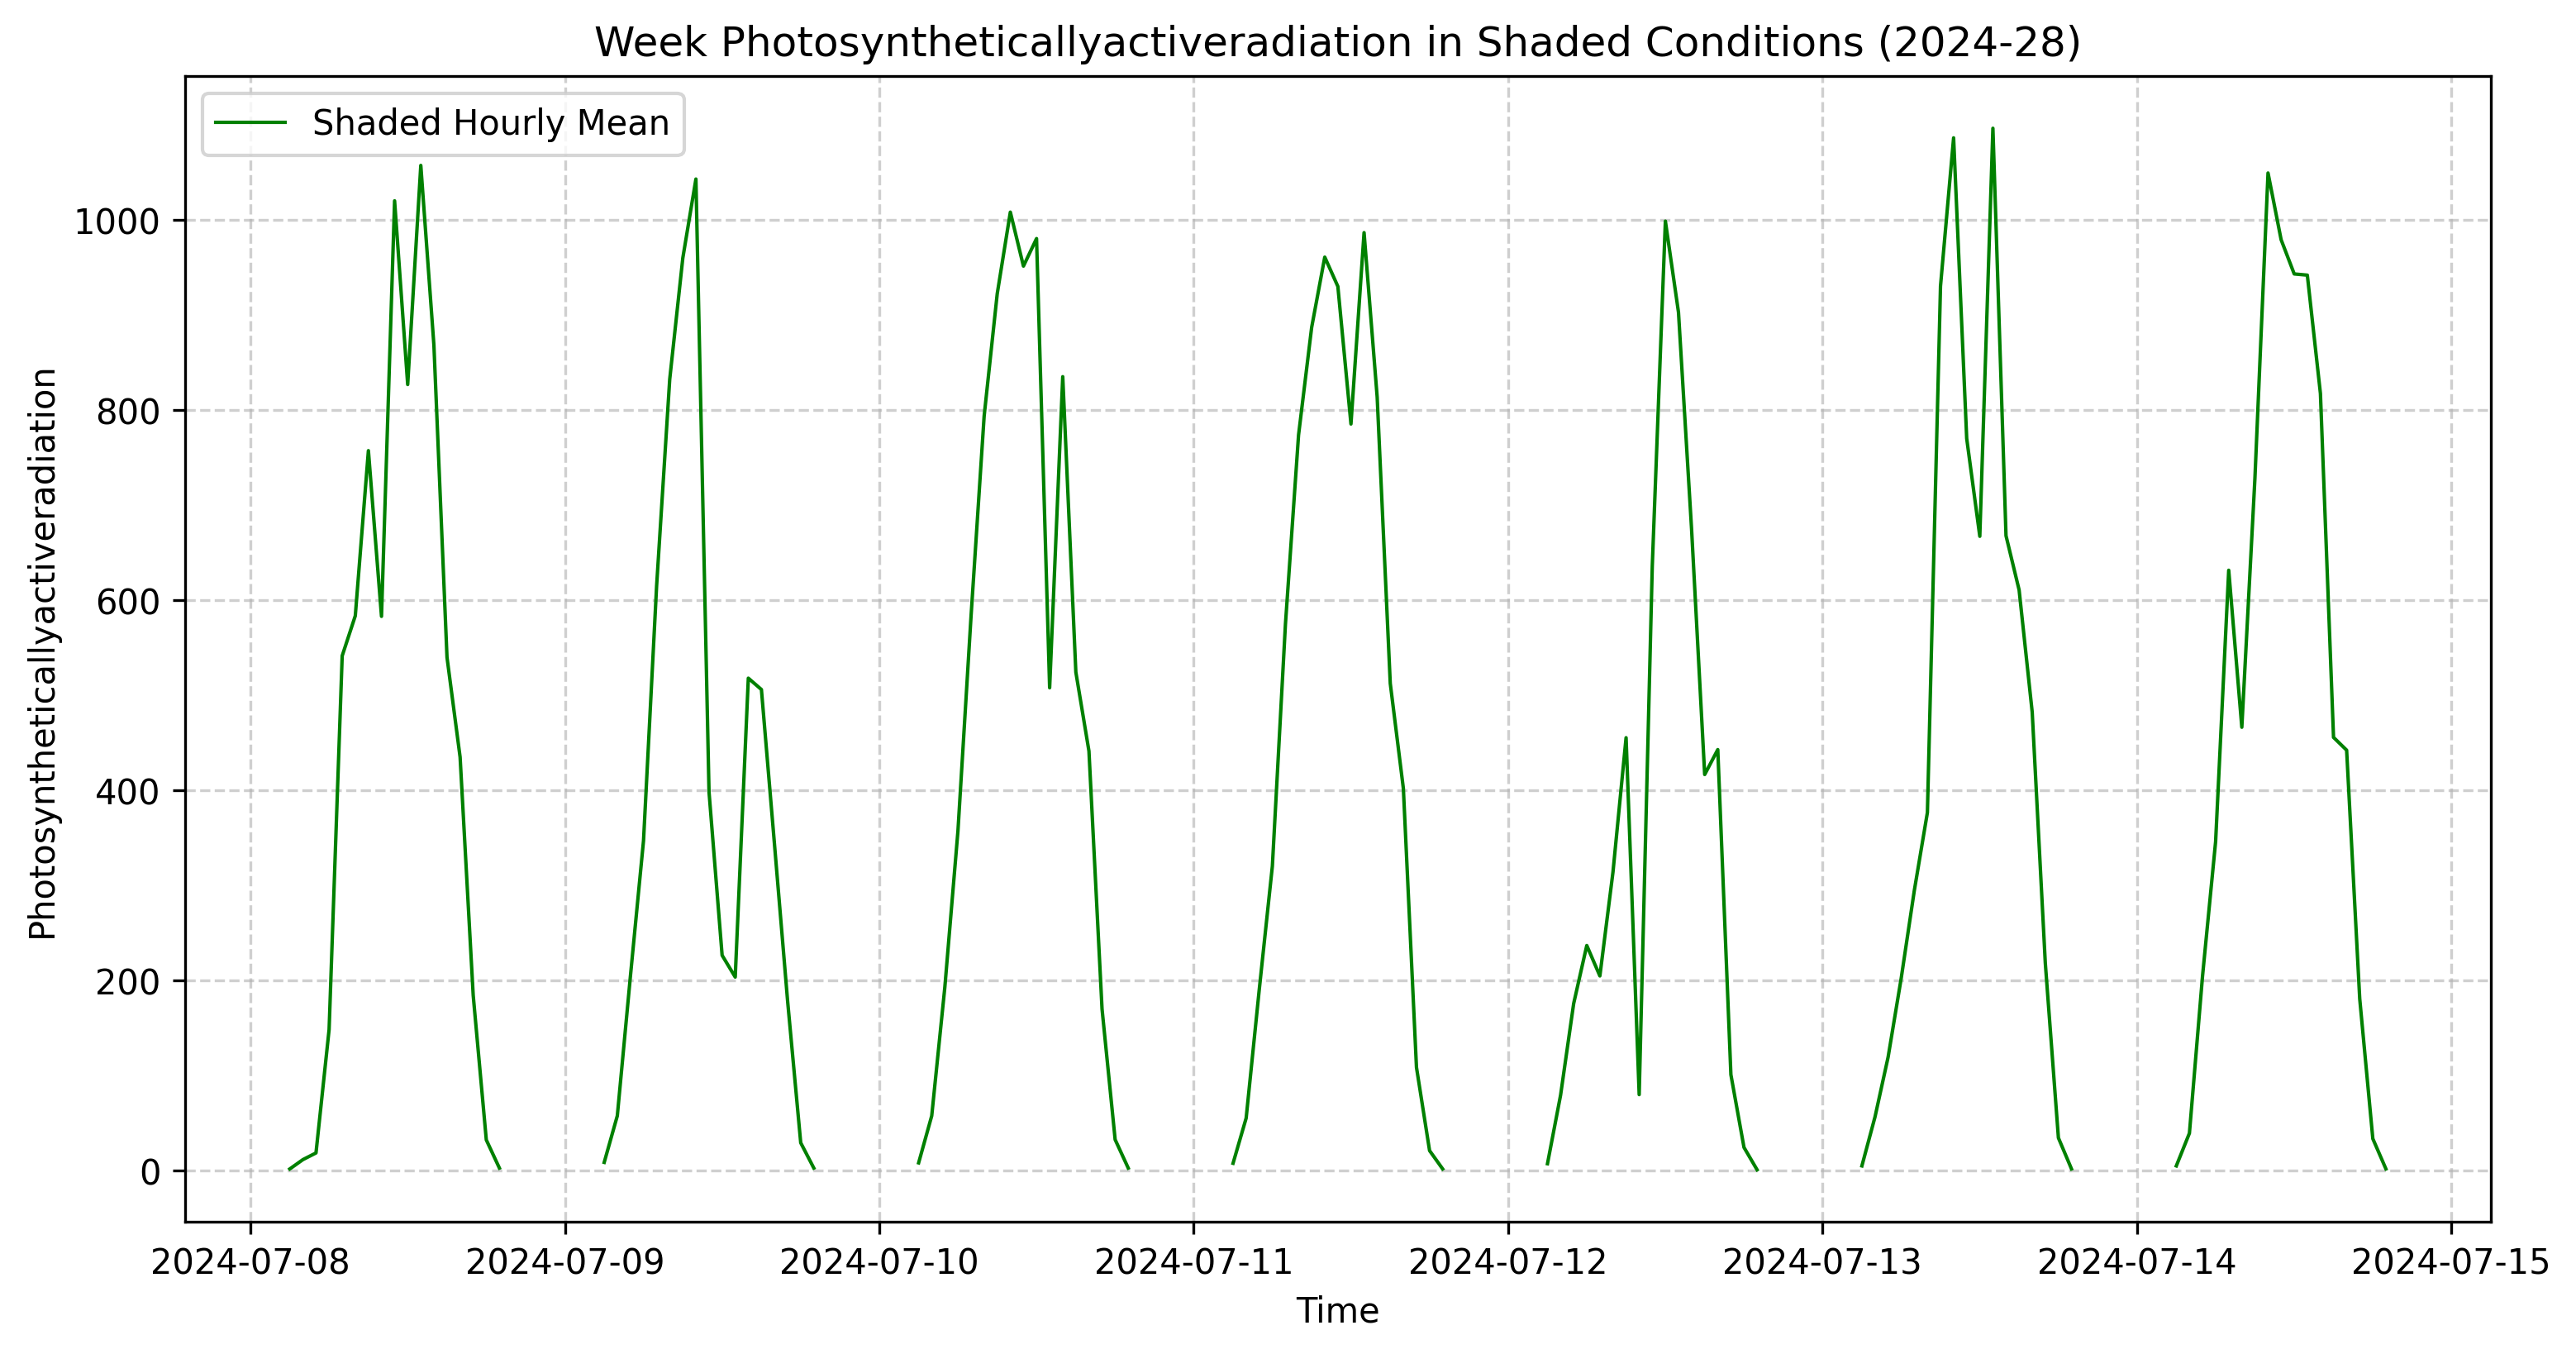 Week Photosyntheticallyactiveradiation in Shaded Conditions (2024-28)
Shaded Hourly Mean
Photosyntheticallyactiveradiation
1000
800
600
400
200
0
2024-07-08 2024-07-09 2024-07-10 2024-07-11 2024-07-12 2024-07-13 2024-07-14 2024-07-15
Time